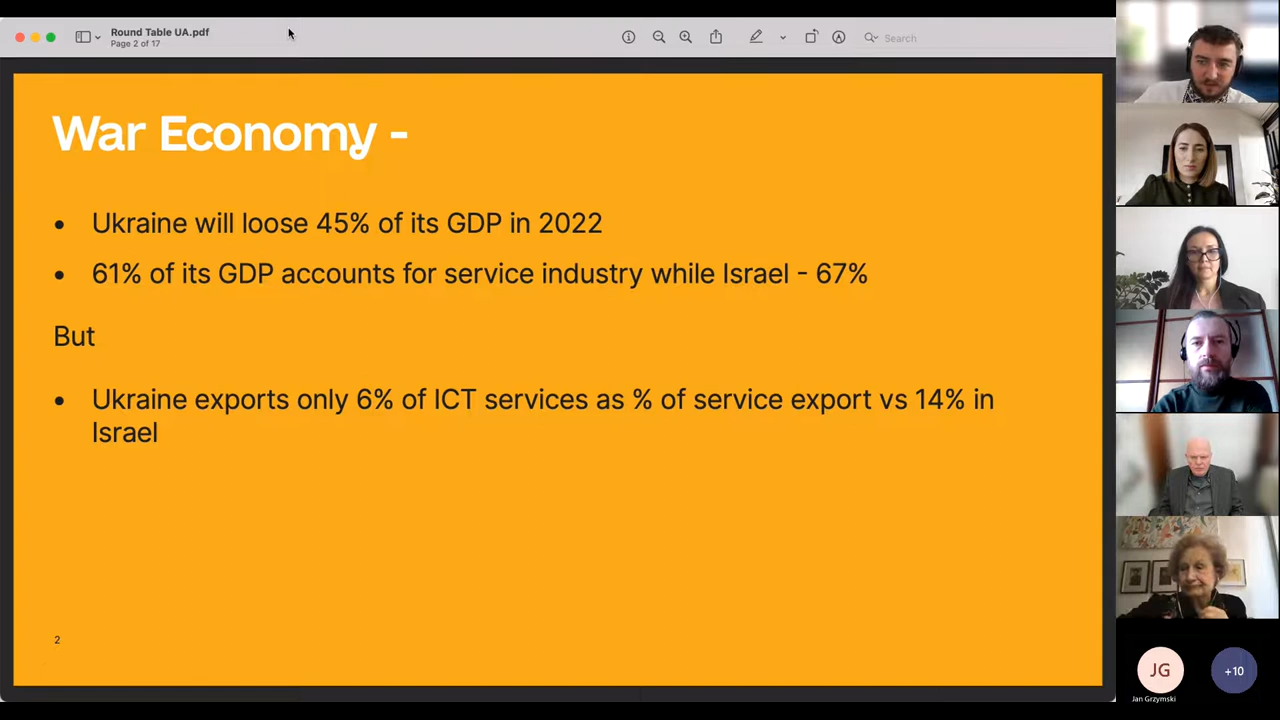 Round Table UA.pdf
Page 2 of 17
Search
War Economy -
• Ukraine will loose 45% of its GDP in 2022
• 61% of its GDP accounts for service industry while Israel - 67%
But
• Ukraine exports only 6% of ICT services as % of service export vs 14% in
Israel
2
JG
+10
Jan Grzymski